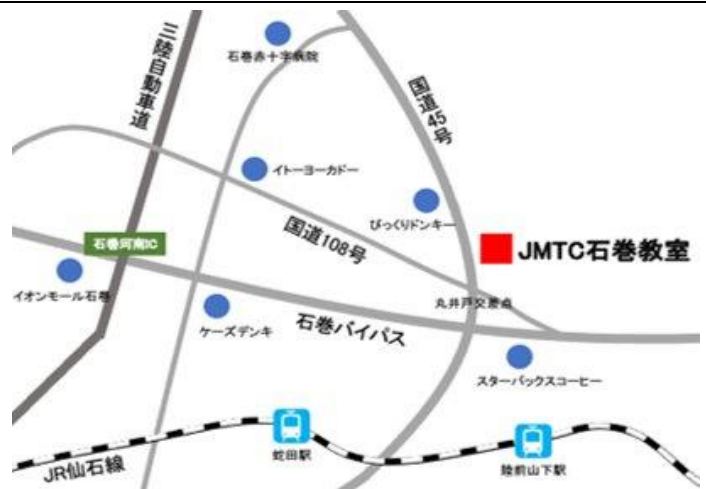 三陸自動車道
石巻赤十字病院
国道45号
イトーヨーカドー
びっくりドンキー
国道108号
石巻河南IC
JMTC石巻教室
イオンモール石巻
丸井戸交差点
ケーズデンキ
石巻バイパス
スターバックスコーヒー
蛇田駅
陸前山下駅
JR仙石線